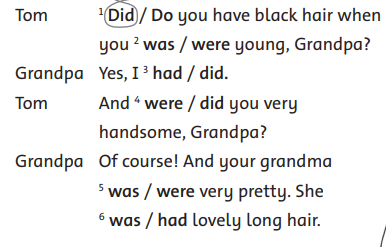 Tom ¹ Did / Do you have black hair when
you ² was / were young, Grandpa?
Grandpa Yes, I ³ had / did.
Tom And ⁴ were / did you very
handsome, Grandpa?
Grandpa Of course! And your grandma
⁵ was / were very pretty. She
⁶ was / had lovely long hair.